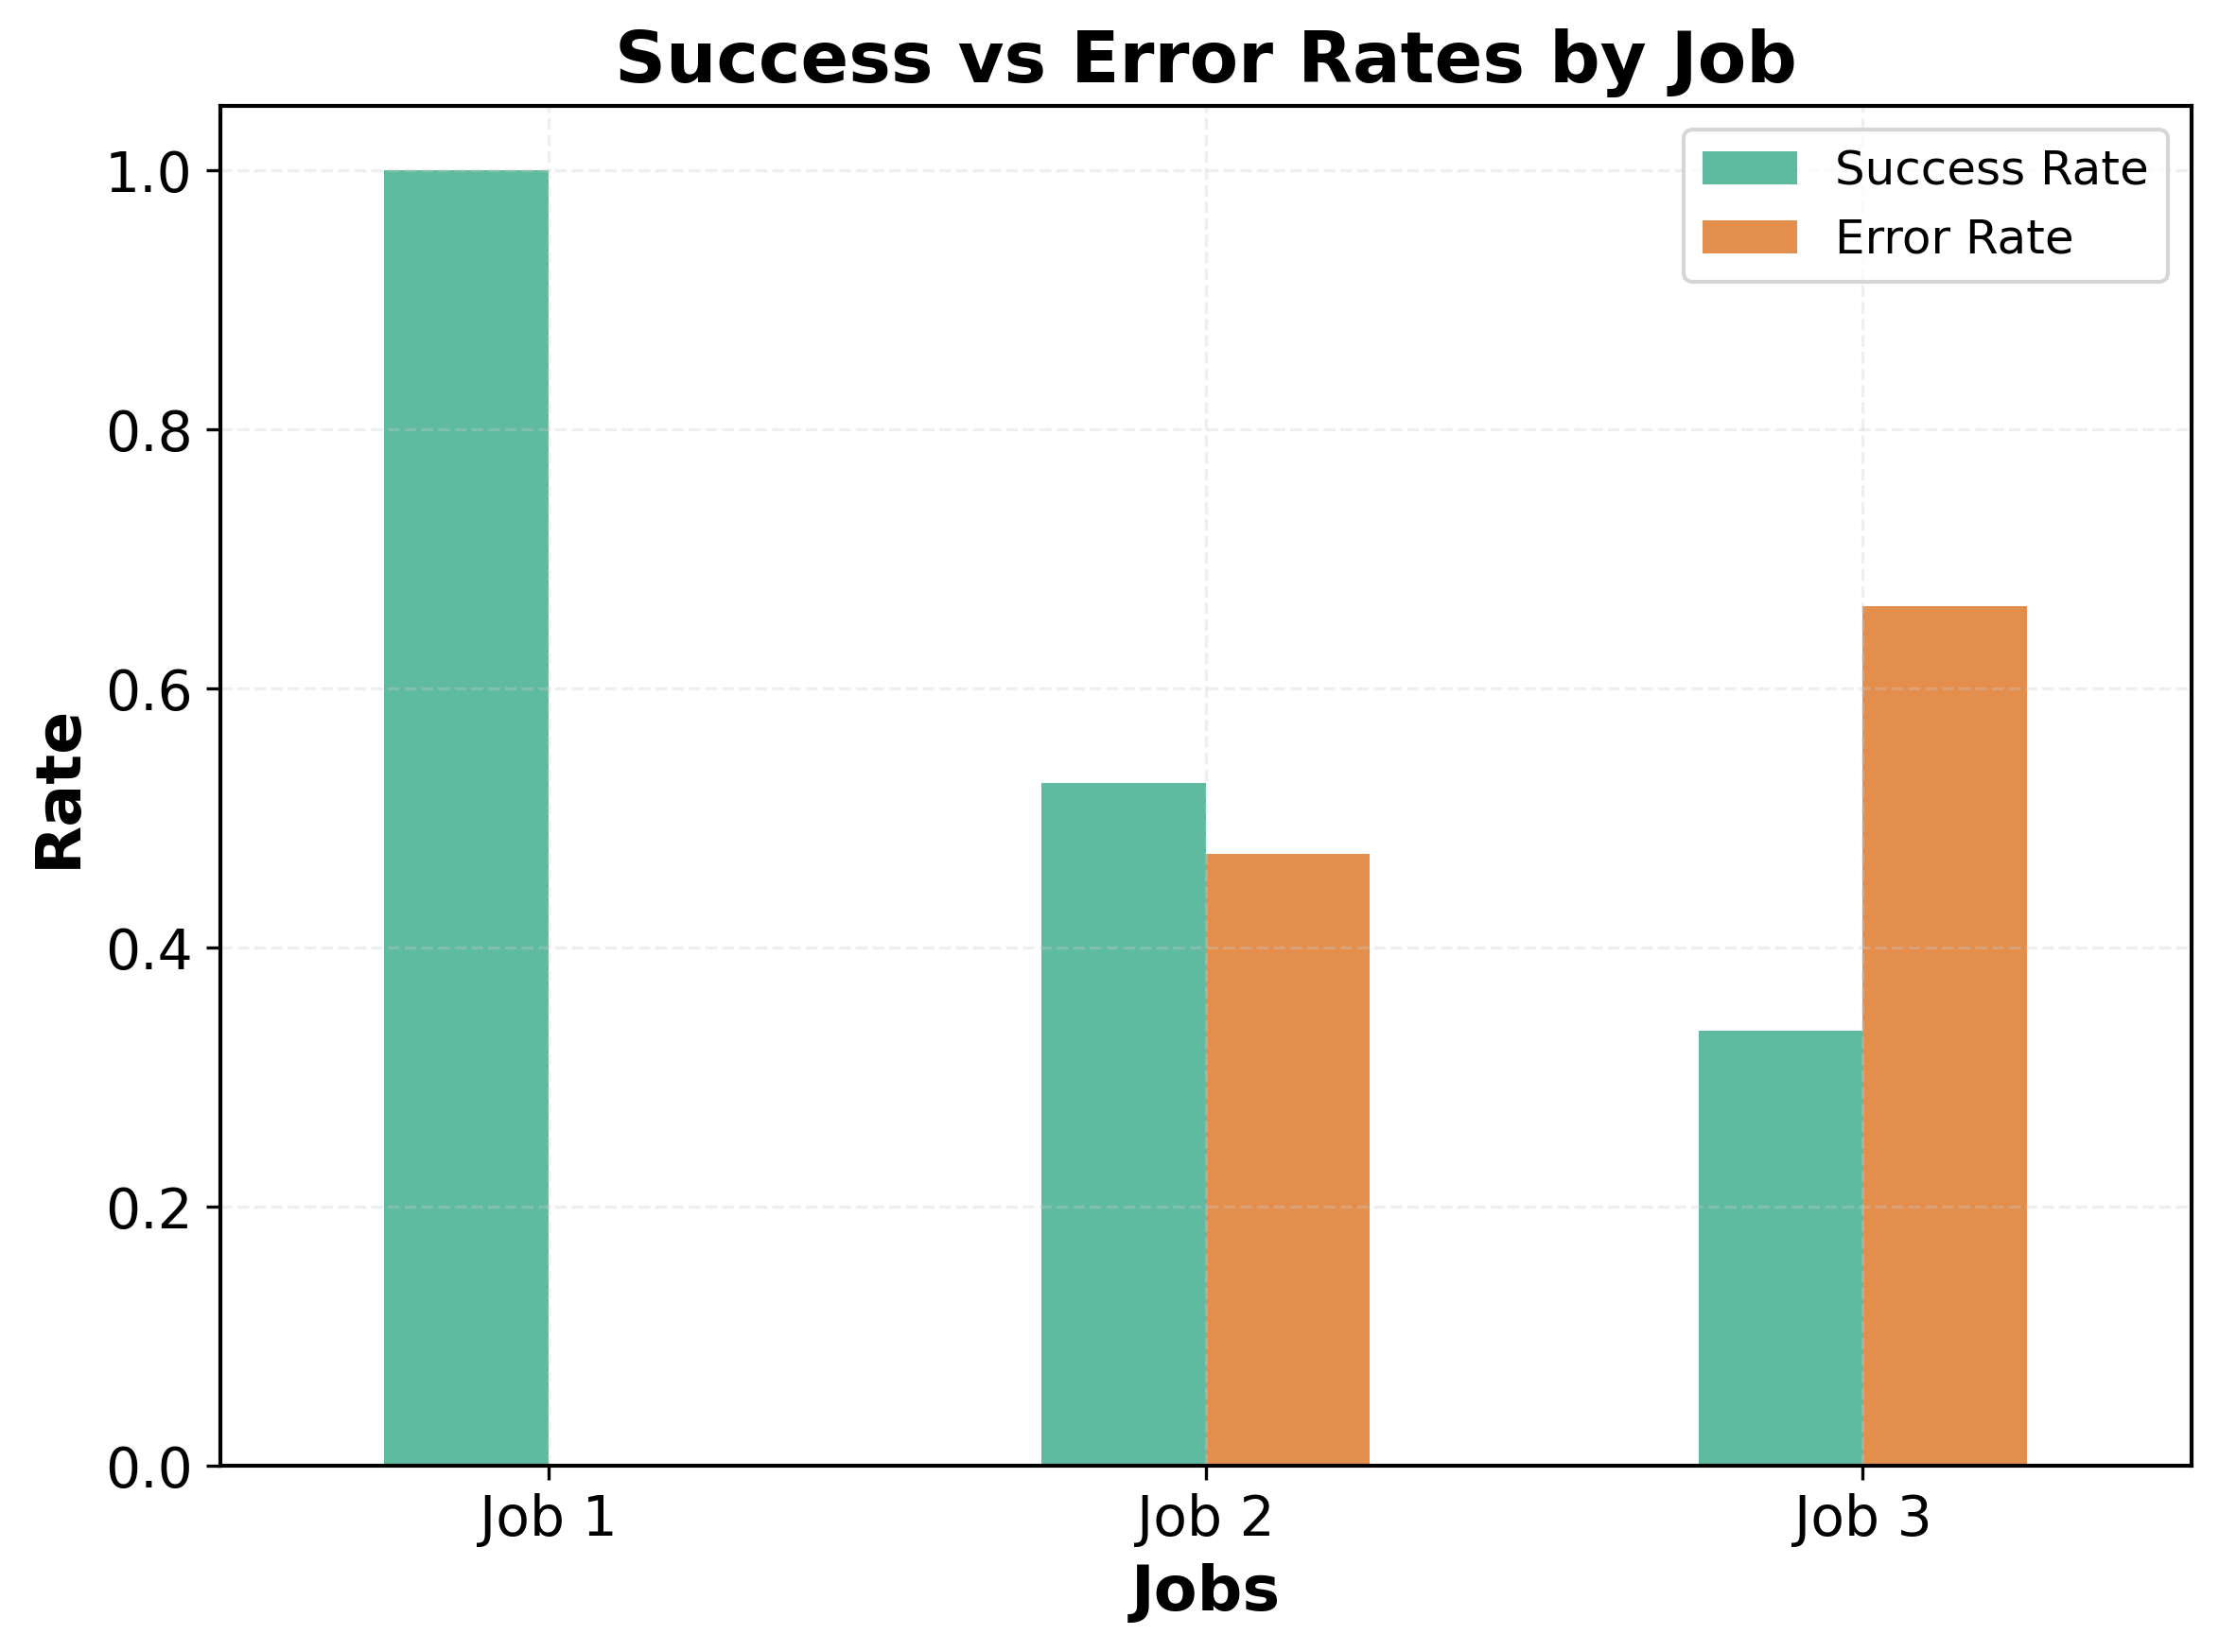 Success vs Error Rates by Job
Success Rate
Error Rate
1.0
0.8
0.6
0.4
0.2
0.0
Rate
Job 1
Job 2
Job 3
Jobs